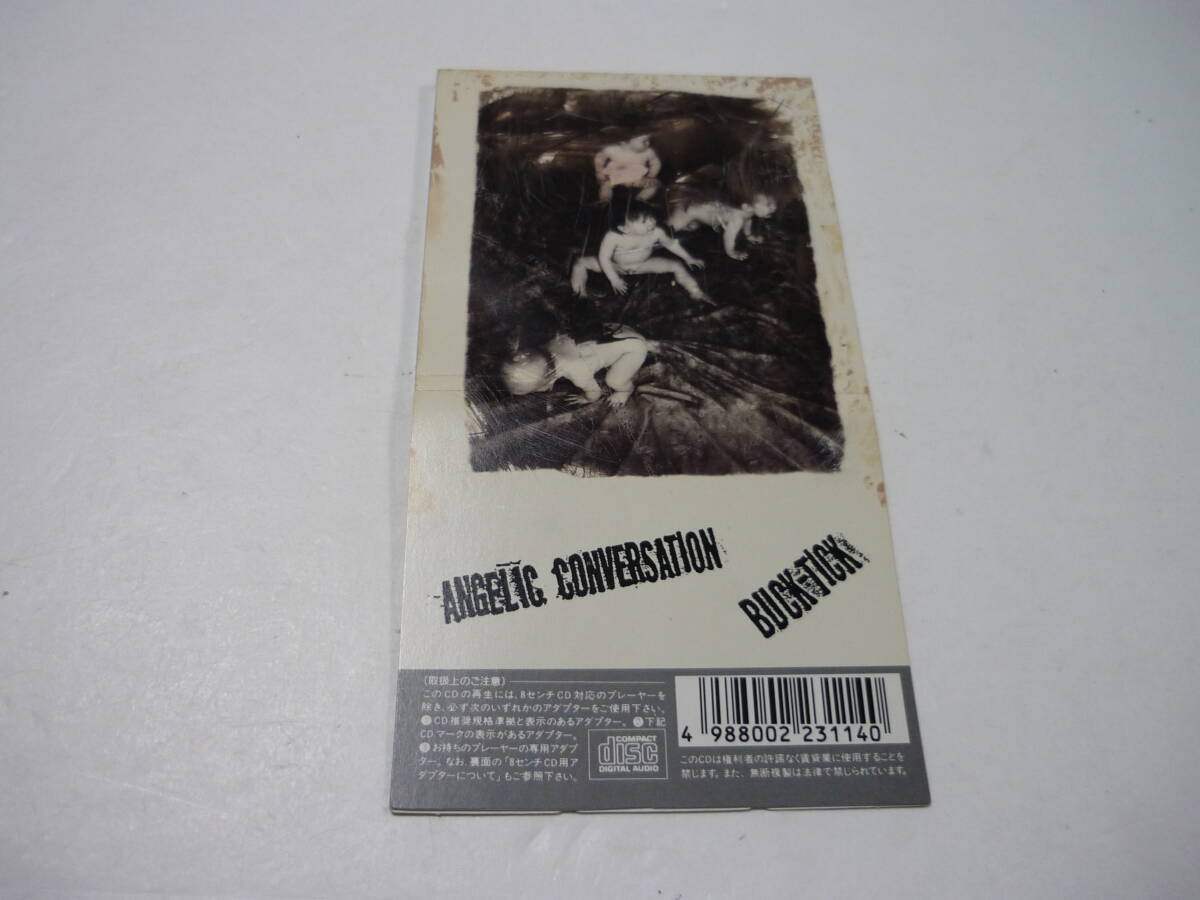 ANGELIC CONVERSATION
BUCK-TICK
〔取扱上のご注意〕
このCDの再生には、8センチCD対応のプレーヤーを
除き、必ず次のいずれかのアダプターをご使用下さい。
❶CD推奨規格準拠と表示のあるアダプター。❷下記
CDマークの表示があるアダプター。
❸お持ちのプレーヤーの専用アダプ
ター。なお、裏面の「8センチCD用ア
ダプターについて」もご参照下さい。
COMPACT
disc
DIGITAL AUDIO
4 988002 231140
このCDは権利者の許諾なく賃貸業に使用することを
禁じます。また、無断複製は法律で禁じられています。